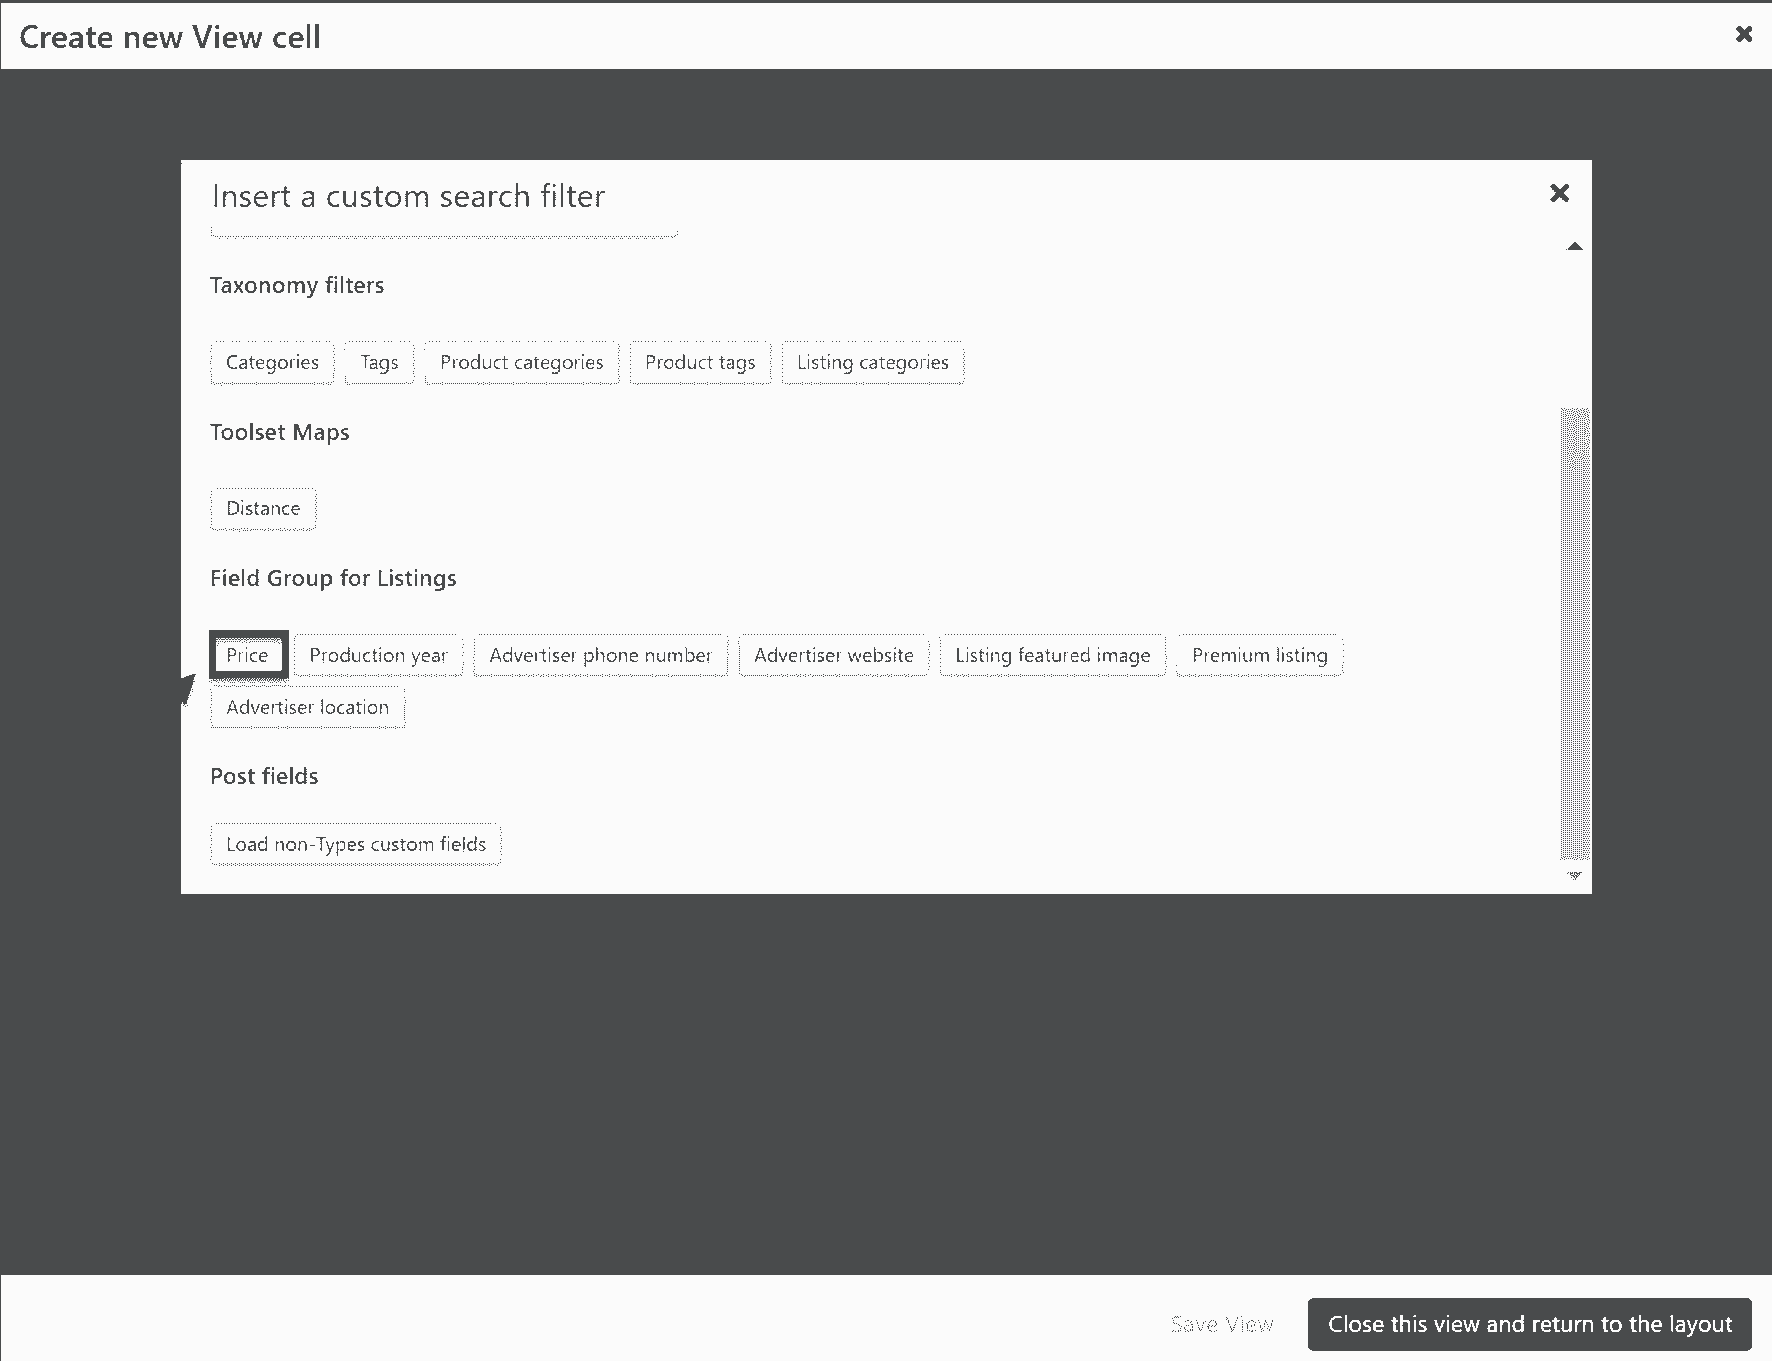 Create new View cell
Insert a custom search filter
Taxonomy filters
Categories Tags Product categories Product tags Listing categories
Toolset Maps
Distance
Field Group for Listings
Price Production year Advertiser phone number Advertiser website Listing featured image Premium listing
Advertiser location
Post fields
Load non-Types custom fields
Save View Close this view and return to the layout